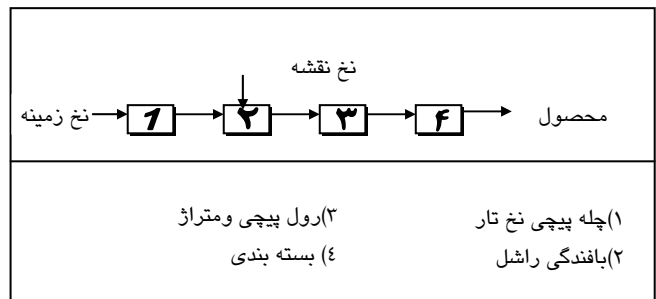 نخ نقشه
نخ زمینه ۱ ۲ ۳ ۴ محصول
۱)چله پیچی نخ تار
۲)بافندگی راشل
۳)رول پیچی ومتراژ
٤) بسته بندی